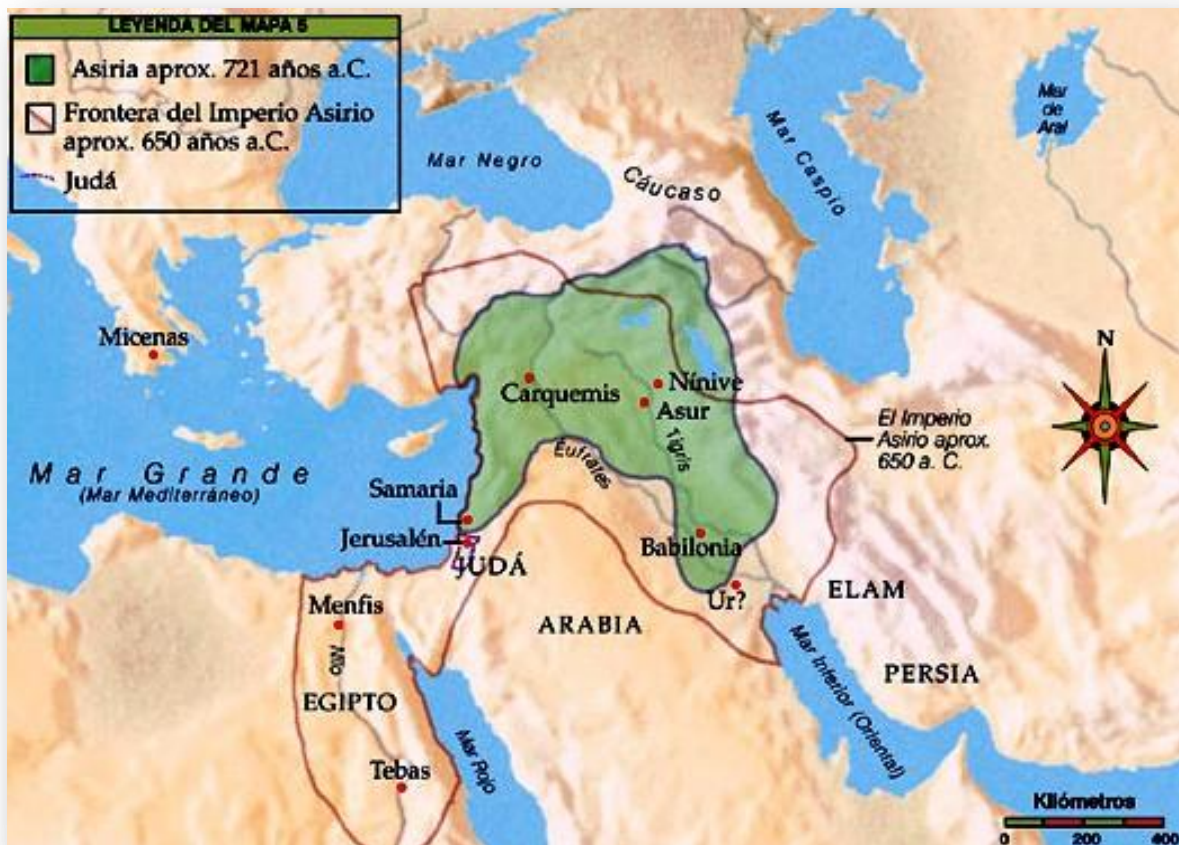 LEYENDA DEL MAPA 5
Asiria aprox. 721 años a.C.
Frontera del Imperio Asirio
aprox. 650 años a.C.
Judá
Mar
de
Aral
Mar Negro
Mar Caspio
Cáucaso
Micenas
N
Carquemis
Nínive
Asur
El Imperio
Asirio aprox.
650 a. C.
Tigris
Éufrates
Mar Grande
(Mar Mediterráneo)
Samaria
Jerusalén
Babilonia
JUDÁ
Ur?
ELAM
Menfis
ARABIA
Nilo
Mar Inferior (Oriental)
PERSIA
EGIPTO
Mar Rojo
Tebas
Kilómetros
0 200 400